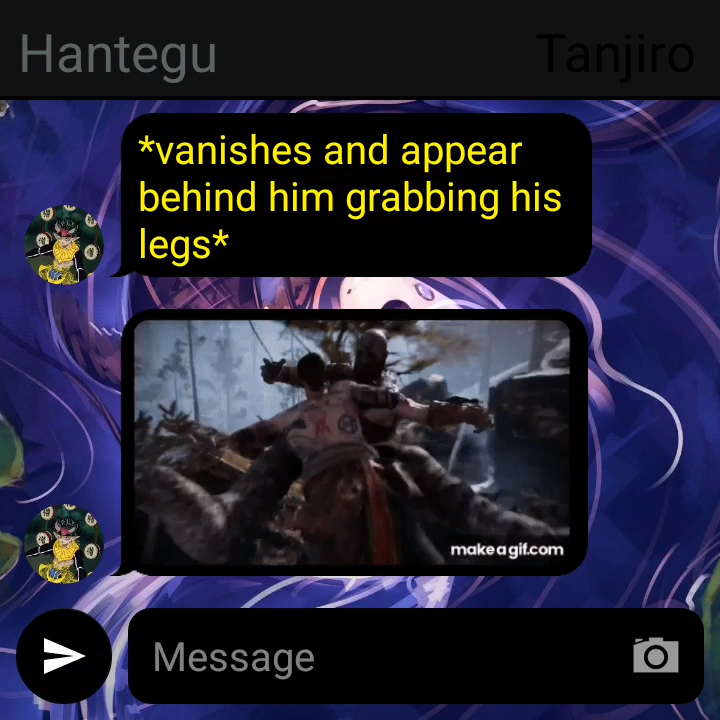 Hantegu
Tanjiro
*vanishes and appear
behind him grabbing his
legs*
makeagif.com
Message